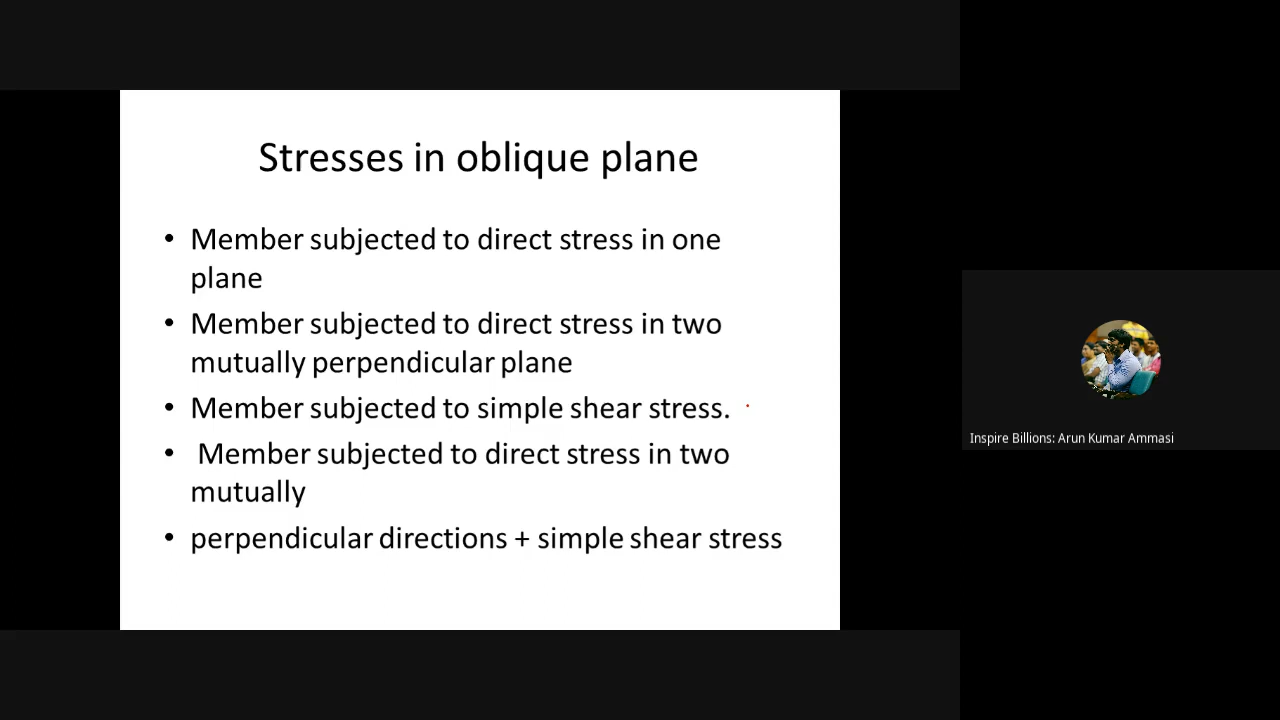 Stresses in oblique plane
• Member subjected to direct stress in one
plane
• Member subjected to direct stress in two
mutually perpendicular plane
• Member subjected to simple shear stress.
• Member subjected to direct stress in two
mutually
• perpendicular directions + simple shear stress
Inspire Billions: Arun Kumar Ammasi